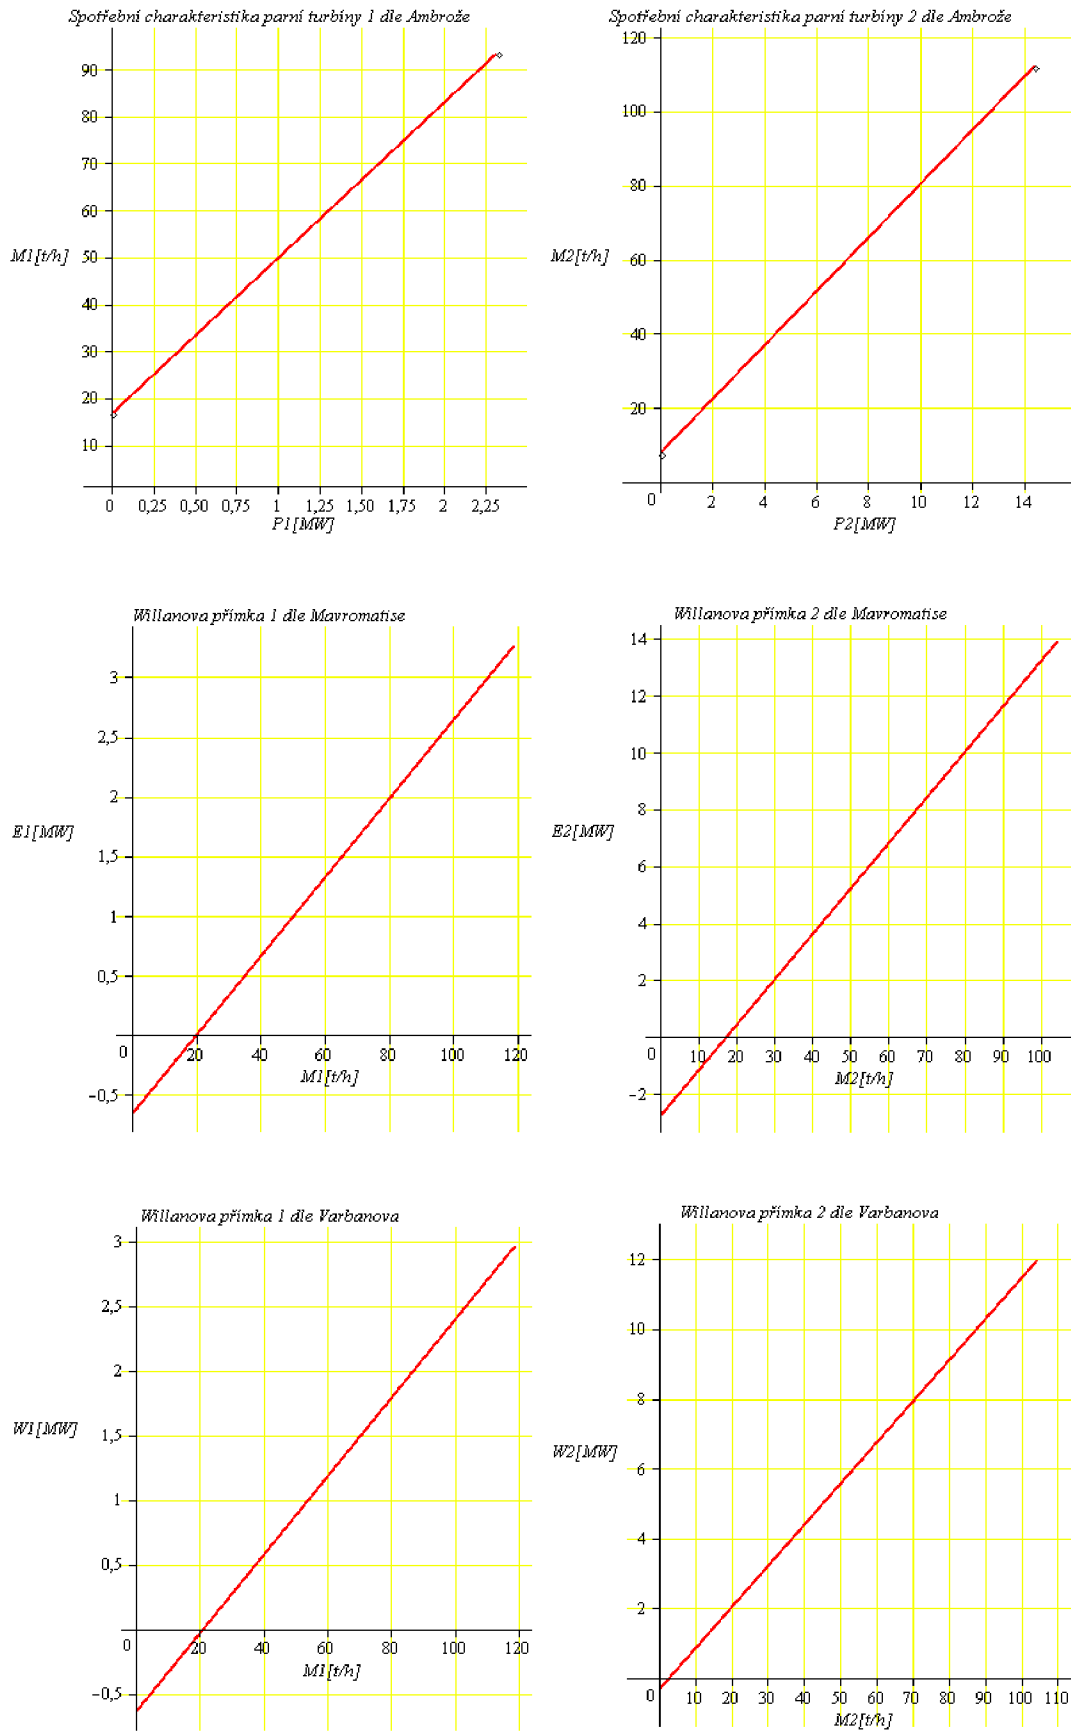 Spotřební charakteristika parní turbíny 1 dle Ambrože
90
80
70
60
50
40
30
20
10
M1[t/h]
0 0,25 0,50 0,75 1 1,25 1,50 1,75 2 2,25
P1[MW]
Spotřební charakteristika parní turbíny 2 dle Ambrože
120
100
80
60
40
20
M2[t/h]
0 2 4 6 8 10 12 14
P2[MW]
Willanova přímka 1 dle Mavromatise
3
2,5
2
1,5
1
0,5
-0,5
E1[MW]
0 20 40 60 80 100 120
M1[t/h]
Willanova přímka 2 dle Mavromatise
14
12
10
8
6
4
2
-2
E2[MW]
0 10 20 30 40 50 60 70 80 90 100
M2[t/h]
Willanova přímka 1 dle Varbanova
3
2,5
2
1,5
1
0,5
-0,5
W1[MW]
0 20 40 60 80 100 120
M1[t/h]
Willanova přímka 2 dle Varbanova
12
10
8
6
4
2
W2[MW]
0 10 20 30 40 50 60 70 80 90 100 110
M2[t/h]